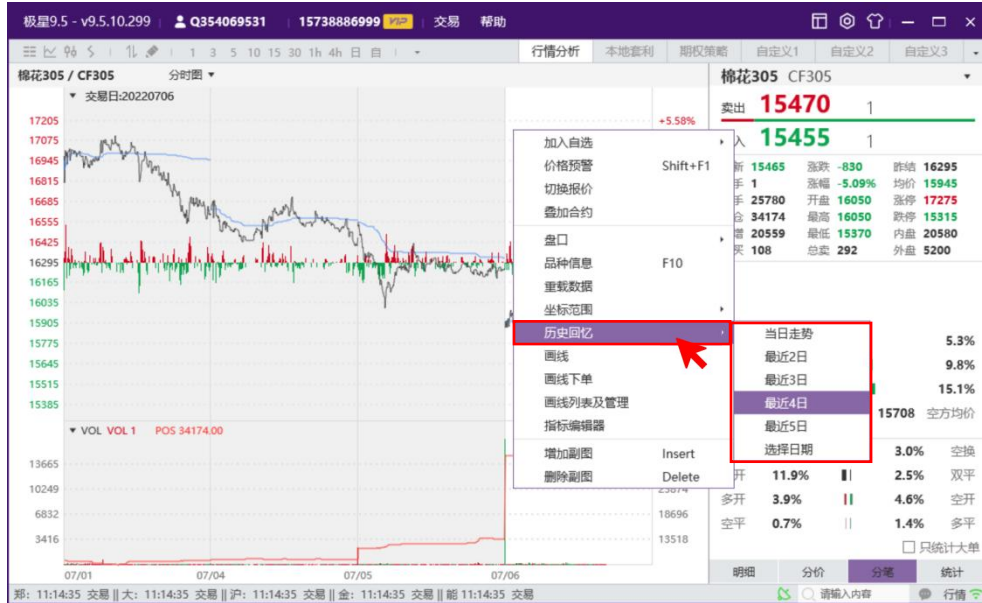 极星9.5 - v9.5.10.299 Q354069531 15738886999 VIP 交易 帮助
1 3 5 10 15 30 1h 4h 日 自 行情分析 本地套利 期权策略 自定义1 自定义2 自定义3
棉花305 / CF305 分时图 棉花305 CF305
交易日:20220706
卖出 15470 1
17205 +5.58%
入 15455 1
17075
16945
16815
16685
16555
16425
16295
16165
16035
15905
15775
15645
15515
15385
加入自选
价格预警 Shift+F1
切换报价
叠加合约
盘口
品种信息 F10
重载数据
坐标范围
历史回忆
画线
画线下单
画线列表及管理
指标编辑器
增加副图 Insert
删除副图 Delete
当日走势
最近2日
最近3日
最近4日
最近5日
选择日期
新 15465 涨跌 -830 昨结 16295
手 1 涨幅 -5.09% 均价 15945
手 25780 开盘 16050 涨停 17275
仓 34174 最高 16050 跌停 15315
增 20559 最低 15370 内盘 20580
买 108 总卖 292 外盘 5200
5.3%
9.8%
15.1%
15708 空方均价
3.0% 空换
开 11.9% 2.5% 双平
多开 3.9% 4.6% 空开
空平 0.7% 1.4% 多平
只统计大单
明细 分价 分笔 统计
VOL VOL 1 POS 34174.00
13665
10249
6832 18696
3416 13518
07/01 07/04 07/05 07/06
郑: 11:14:35 交易 || 大: 11:14:35 交易 || 沪: 11:14:35 交易 || 金: 11:14:35 交易 || 能 11:14:35 交易 请输入内容 行情